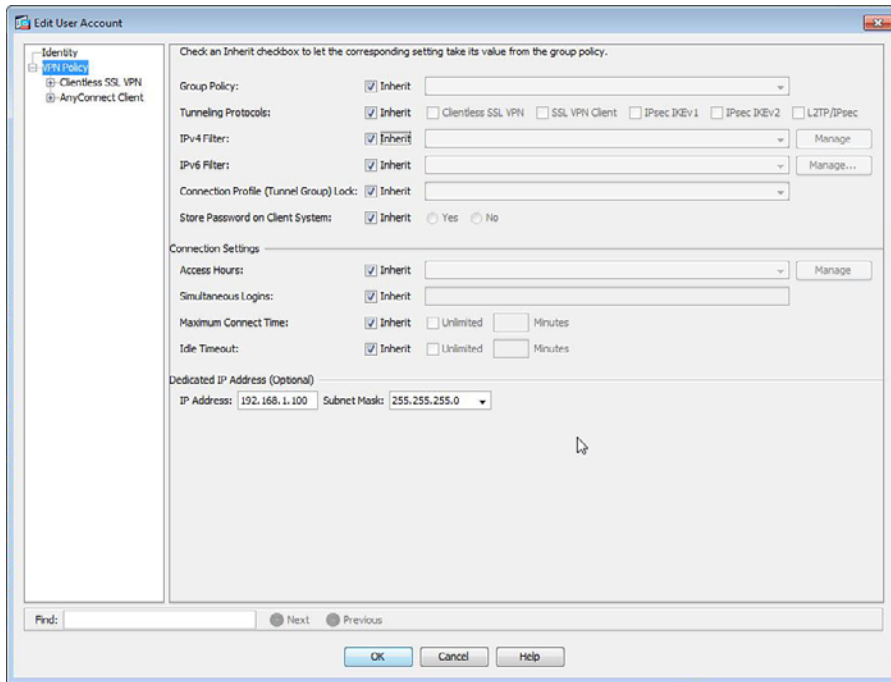 Edit User Account
Identity
VPN Policy
Clientless SSL VPN
AnyConnect Client
Check an Inherit checkbox to let the corresponding setting take its value from the group policy.
Group Policy: Inherit
Tunneling Protocols: Inherit Clientless SSL VPN SSL VPN Client IPsec IKEv1 IPsec IKEv2 L2TP/IPsec
IPv4 Filter: Inherit Manage
IPv6 Filter: Inherit Manage...
Connection Profile (Tunnel Group) Lock: Inherit
Store Password on Client System: Inherit Yes No
Connection Settings
Access Hours: Inherit Manage
Simultaneous Logins: Inherit
Maximum Connect Time: Inherit Unlimited Minutes
Idle Timeout: Inherit Unlimited Minutes
Dedicated IP Address (Optional)
IP Address: 192.168.1.100 Subnet Mask: 255.255.255.0
Find: Next Previous
OK Cancel Help